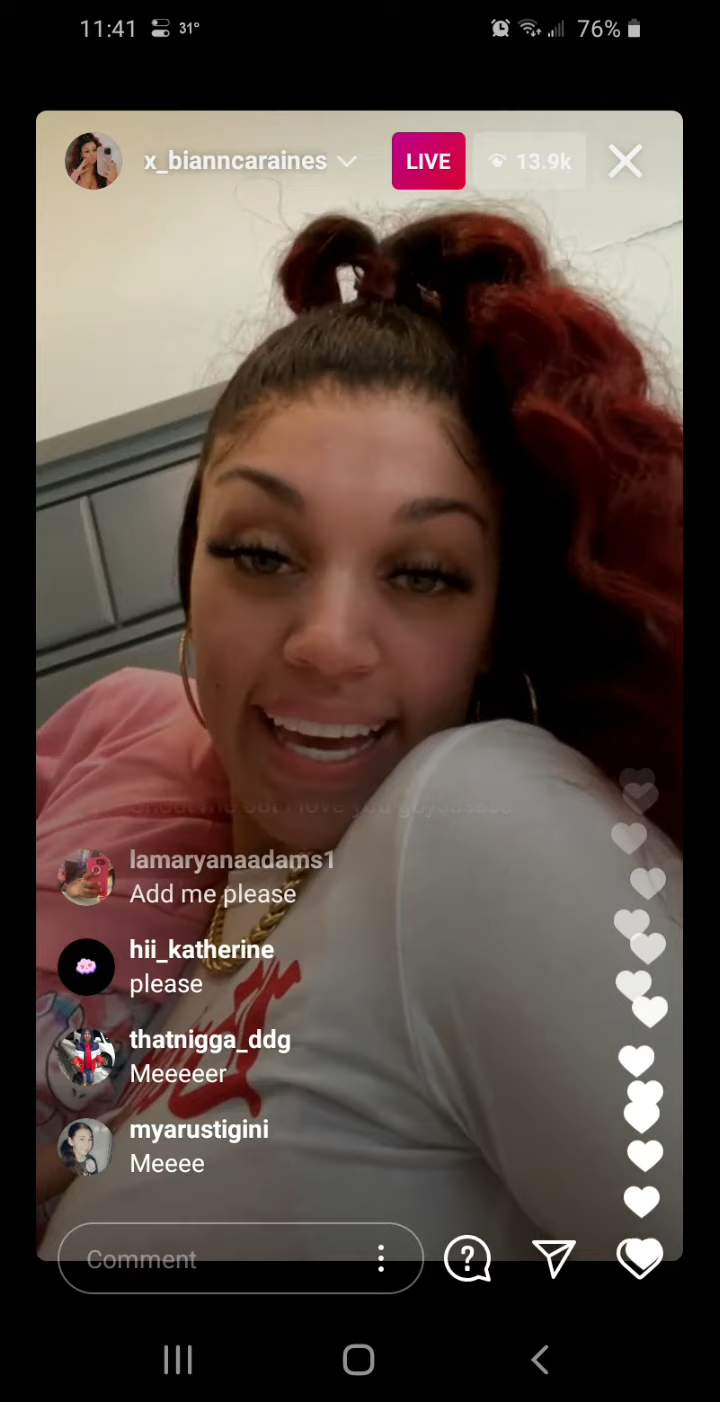 11:41 31°
76%
x_bianncaraines
LIVE
13.9k
lamaryanaadams1
Add me please
hii_katherine
please
thatnigga_ddg
Meeeeer
myarustigini
Meeee
Comment